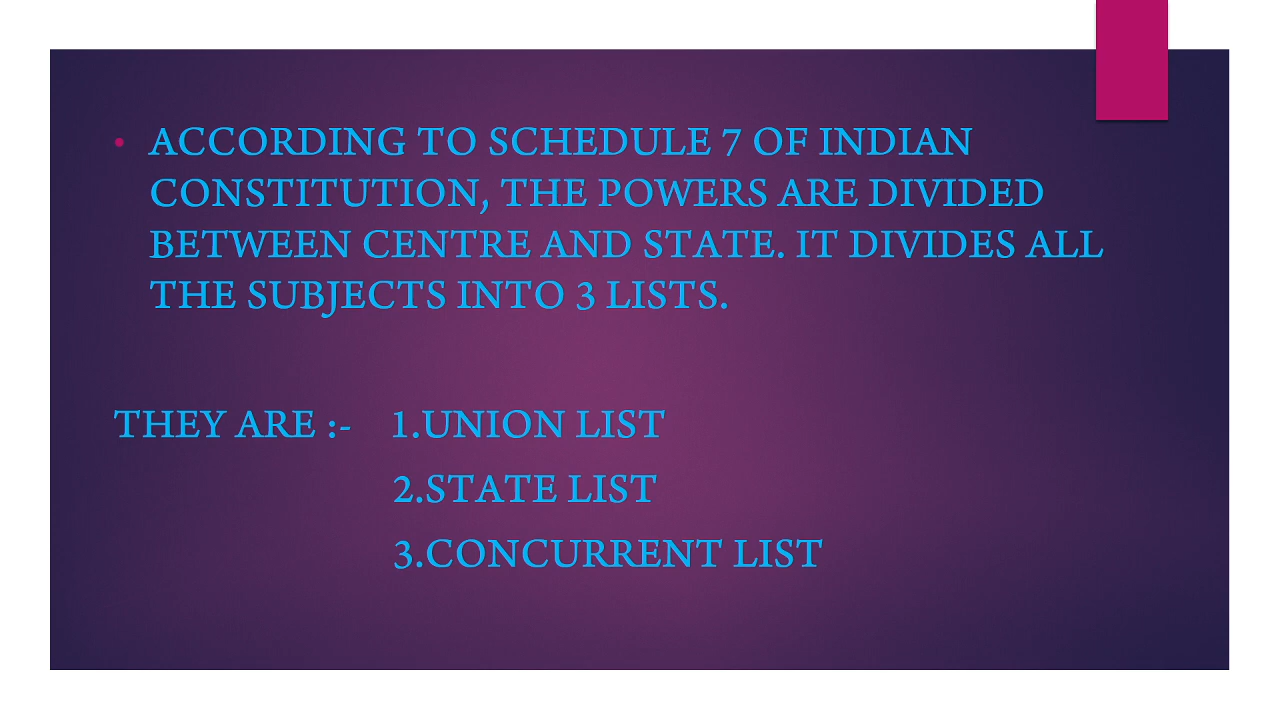 • ACCORDING TO SCHEDULE 7 OF INDIAN
CONSTITUTION, THE POWERS ARE DIVIDED
BETWEEN CENTRE AND STATE. IT DIVIDES ALL
THE SUBJECTS INTO 3 LISTS.
THEY ARE :- 1.UNION LIST
2.STATE LIST
3.CONCURRENT LIST